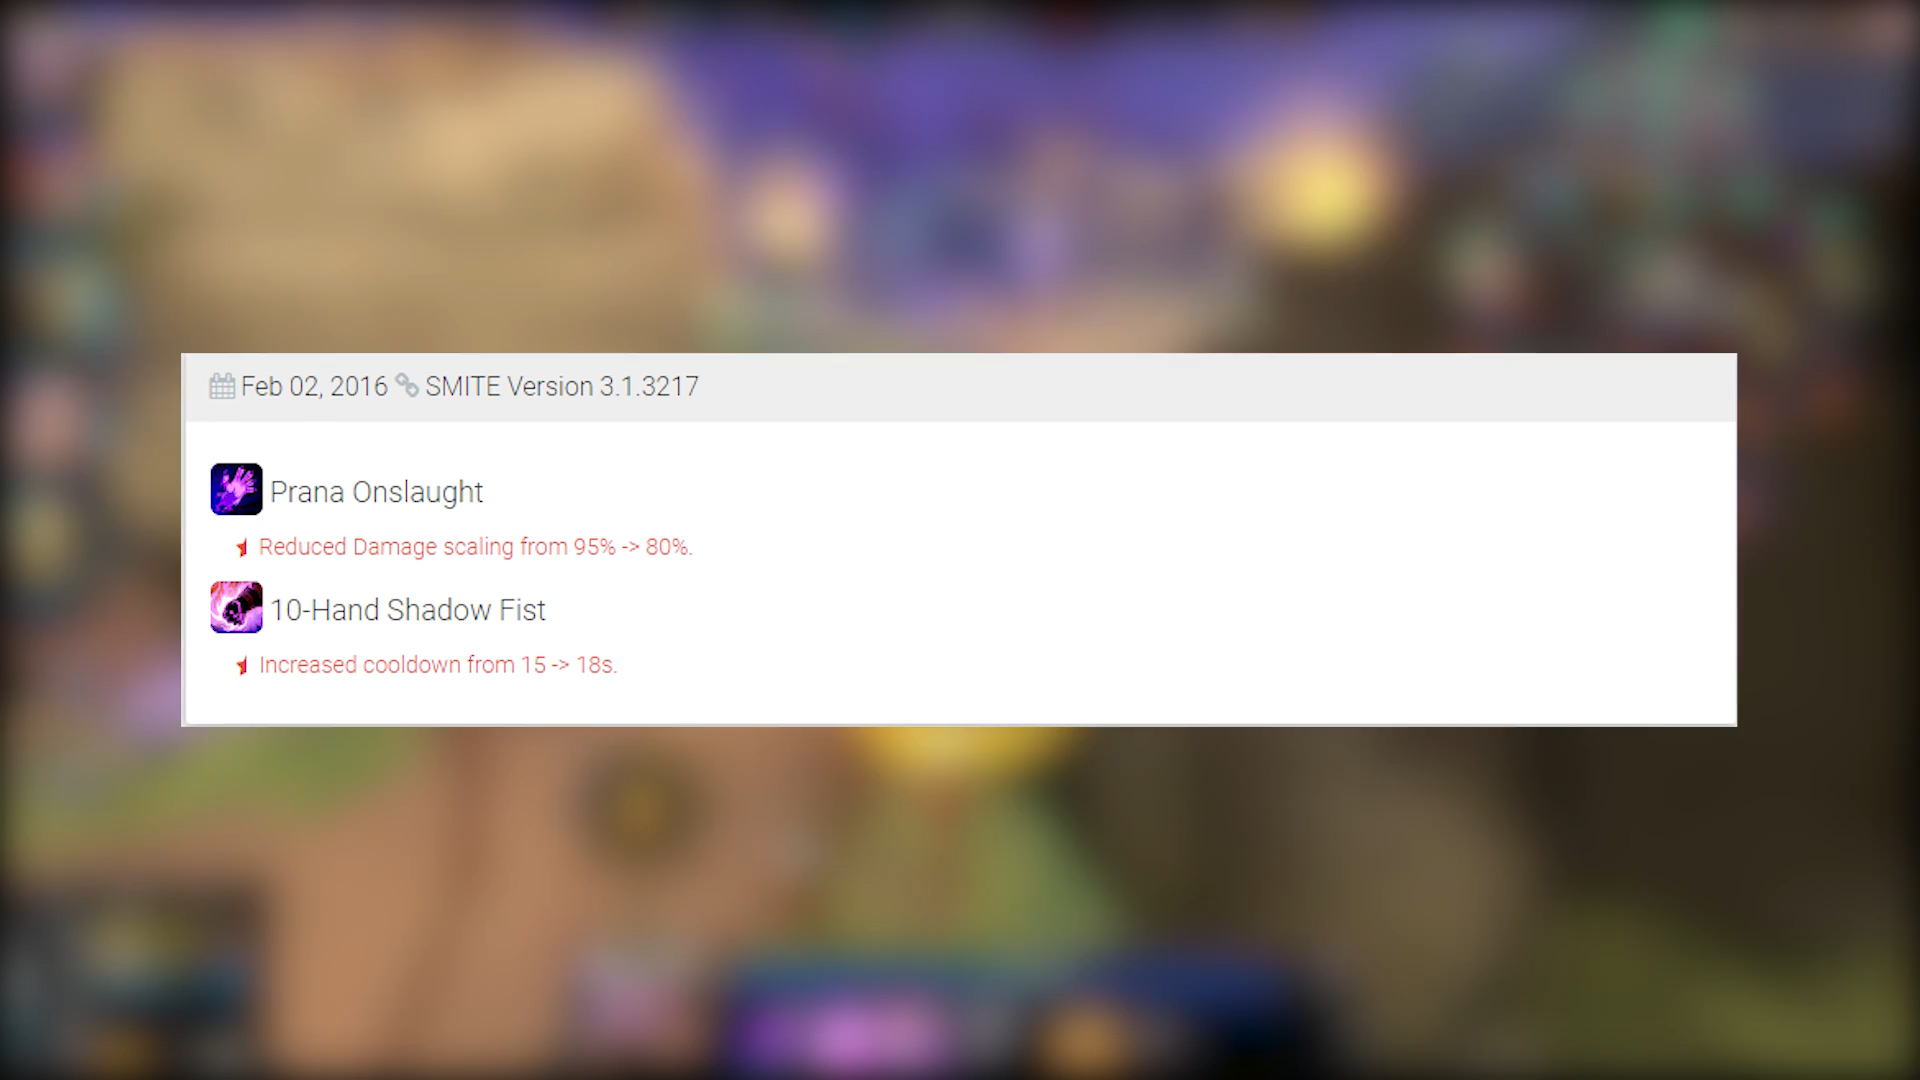 Feb 02, 2016 SMITE Version 3.1.3217
Prana Onslaught
Reduced Damage scaling from 95% -> 80%.
10-Hand Shadow Fist
Increased cooldown from 15 -> 18s.